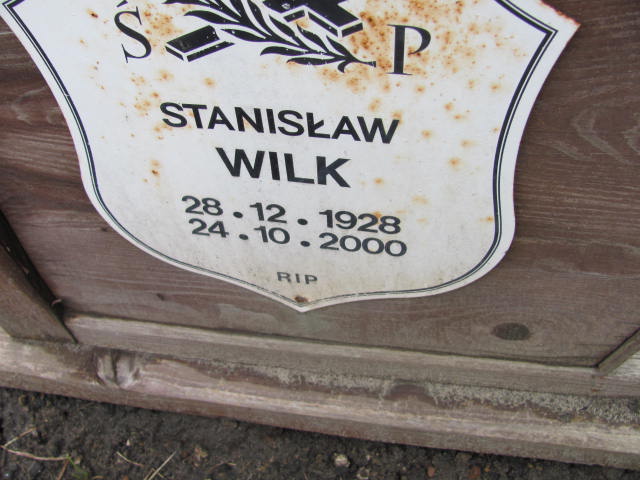 Ś P
STANISŁAW
WILK
28 • 12 • 1928
24 • 10 • 2000
RIP